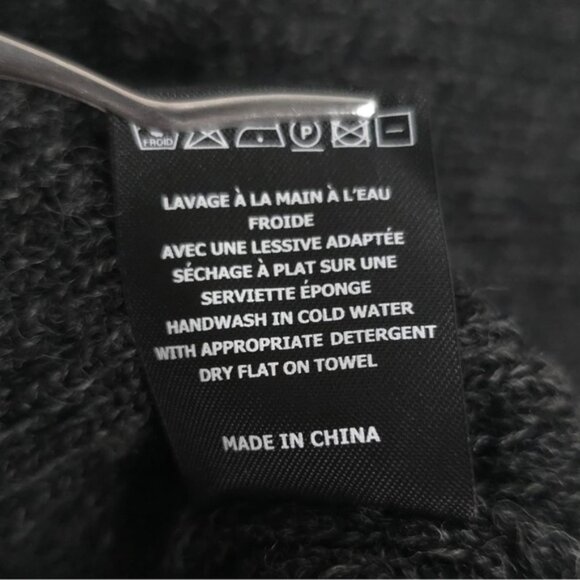 FROID P
LAVAGE À LA MAIN À L'EAU
FROIDE
AVEC UNE LESSIVE ADAPTÉE
SÉCHAGE À PLAT SUR UNE
SERVIETTE ÉPONGE
HANDWASH IN COLD WATER
WITH APPROPRIATE DETERGENT
DRY FLAT ON TOWEL
MADE IN CHINA